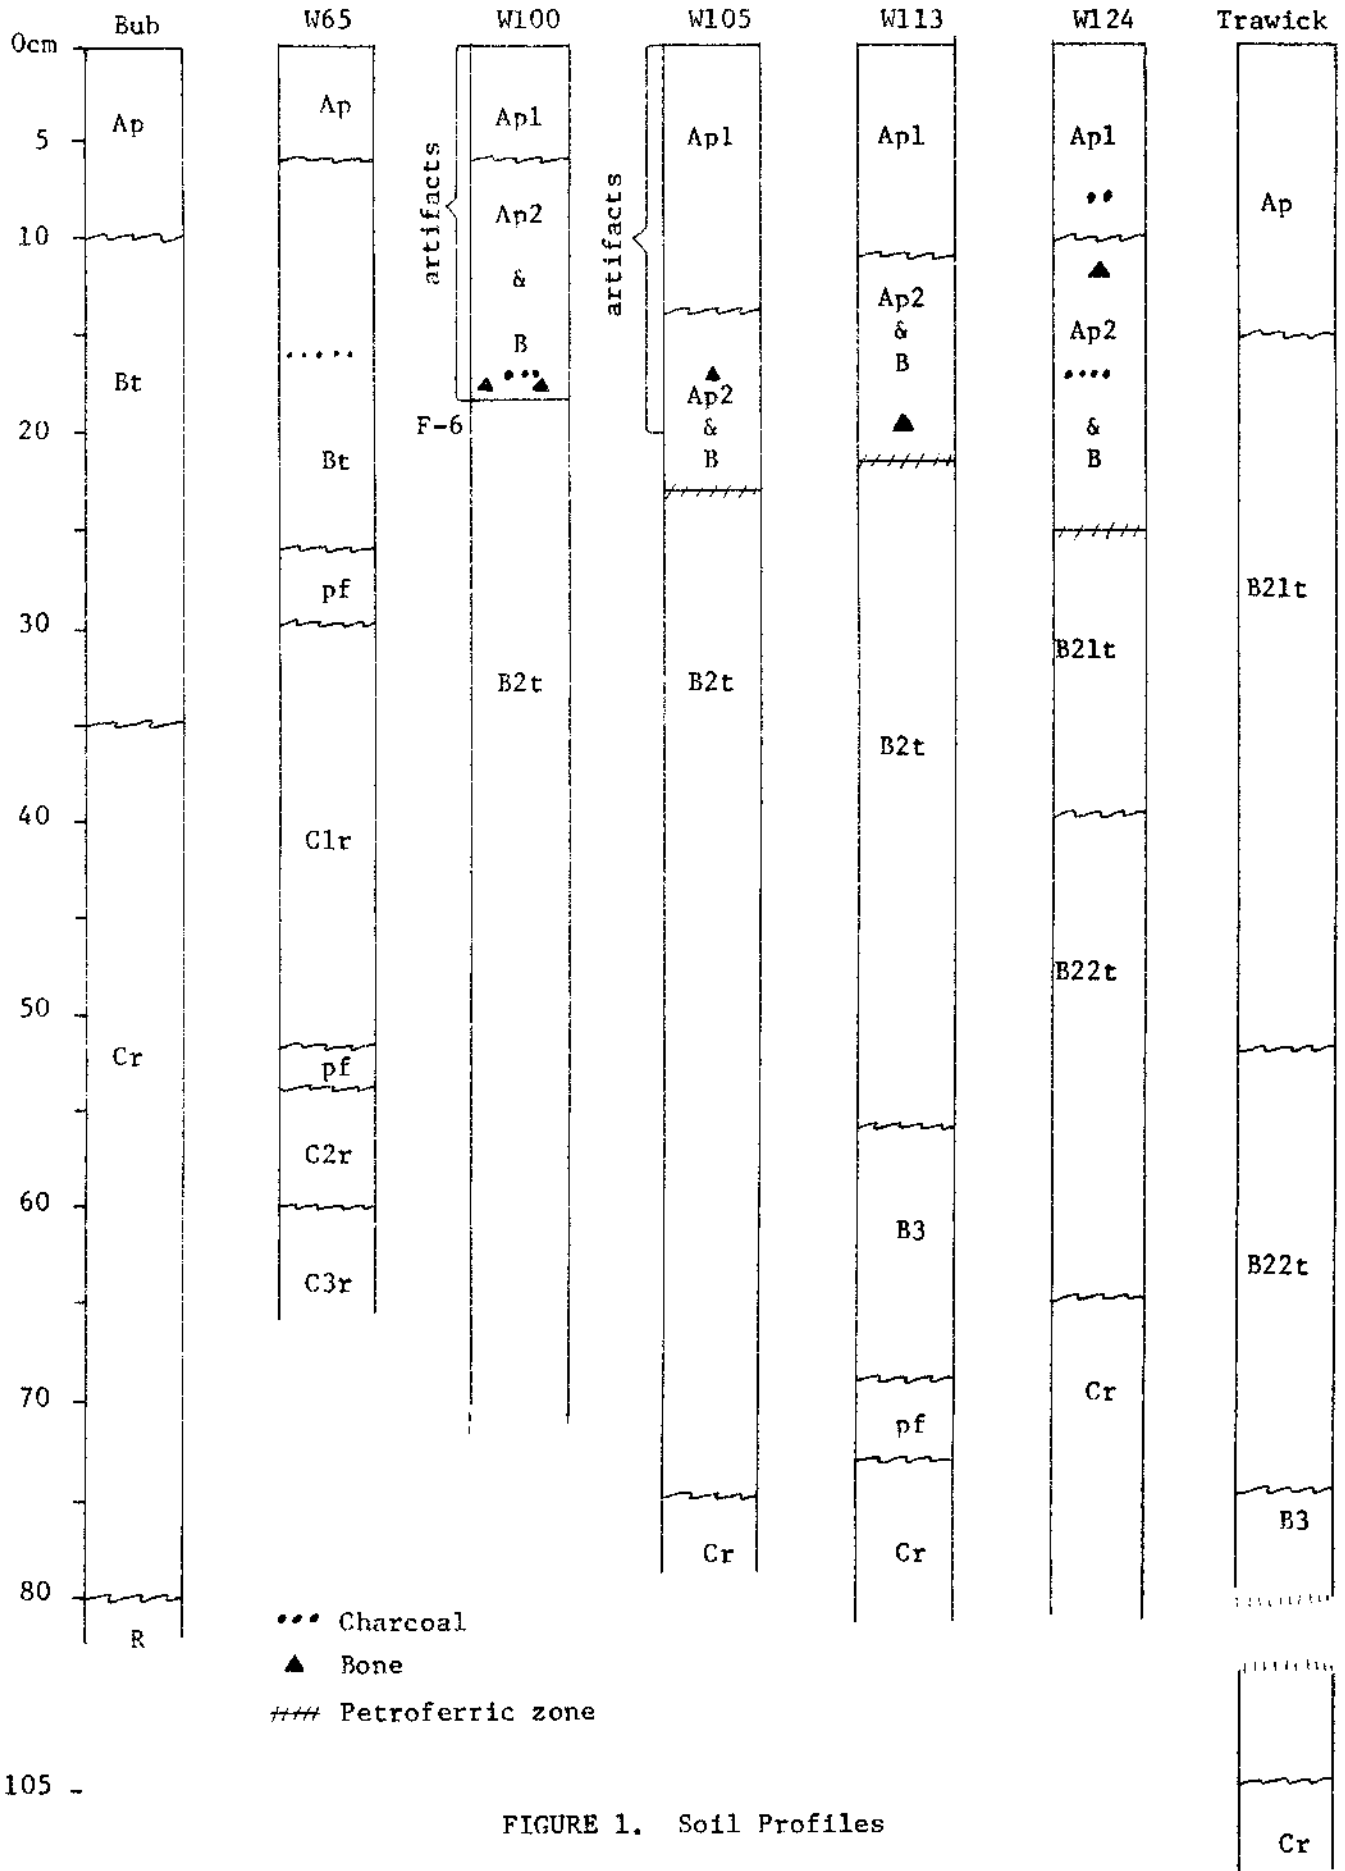 Bub W65 W100 W105 W113 W124 Trawick
0cm
5
10
20
30
40
50
60
70
80
105
Ap
Bt
Cr
R
Ap
Bt
pf
C1r
pf
C2r
C3r
artifacts
Ap1
Ap2
&
B
F-6
B2t
artifacts
Ap1
Ap2
&
B
B2t
Cr
Ap1
Ap2
&
B
B2t
B3
pf
Cr
Ap1
Ap2
&
B
B21t
B22t
Cr
Ap
B21t
B22t
B3
Cr
Charcoal
Bone
Petroferric zone
FIGURE 1. Soil Profiles